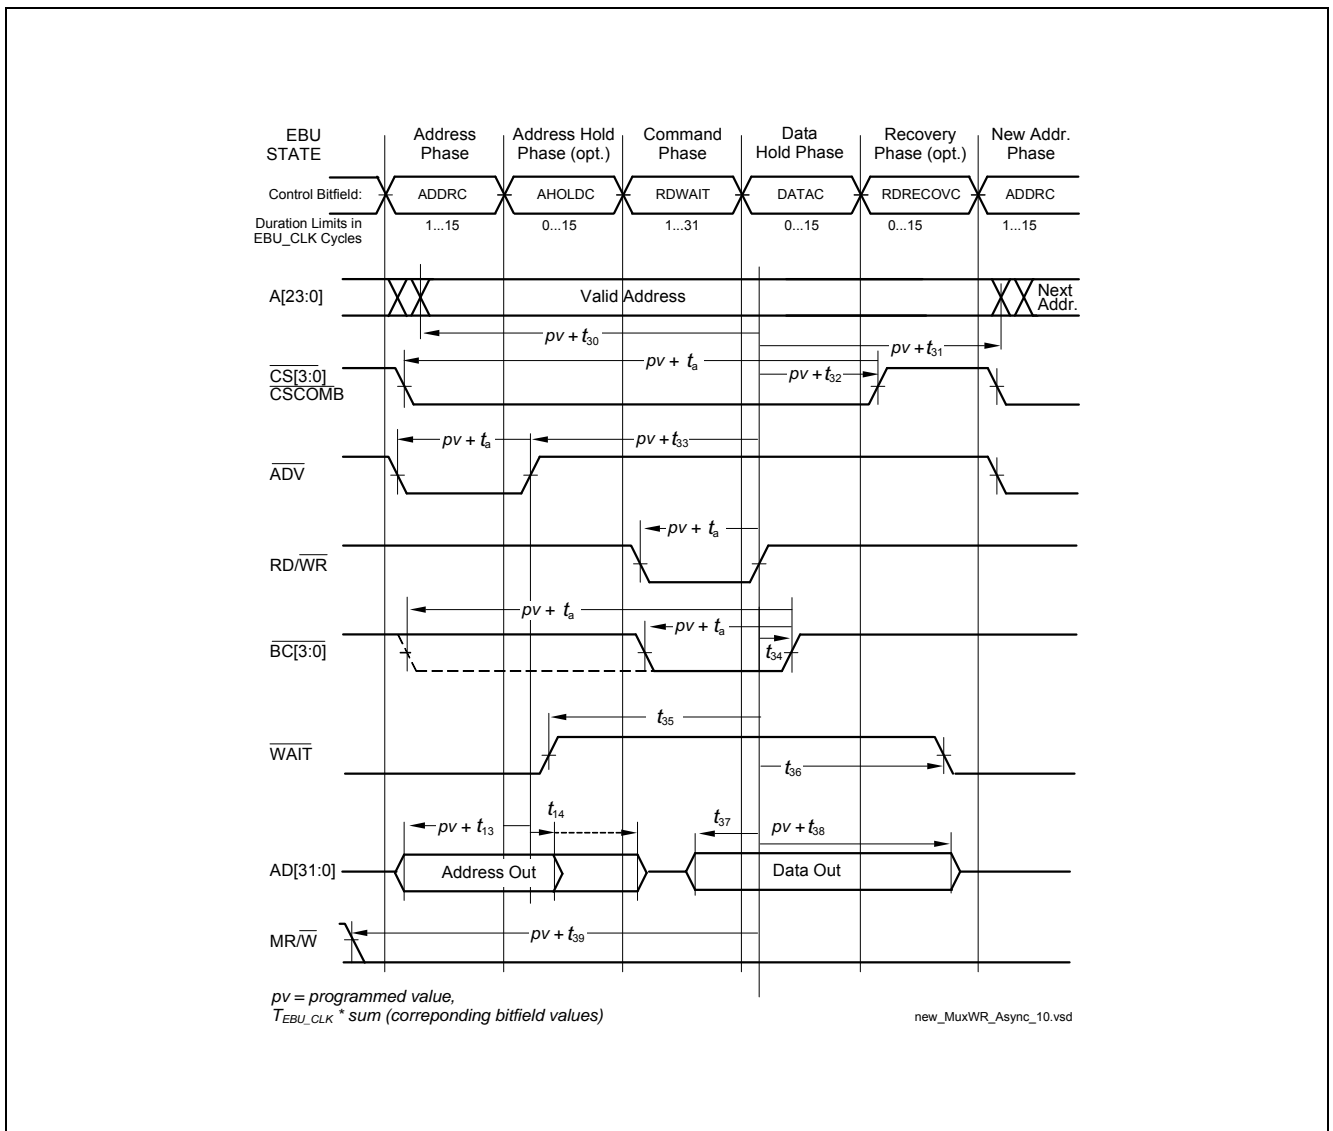 EBU STATE
Address Phase
Address Hold Phase (opt.)
Command Phase
Data Hold Phase
Recovery Phase (opt.)
New Addr. Phase
Control Bitfield:
ADDRC
AHOLDC
RDWAIT
DATAC
RDRECOVC
ADDRC
Duration Limits in EBU_CLK Cycles
1...15
0...15
1...31
0...15
0...15
1...15
A[23:0]
Valid Address
Next Addr.
pv + t30
pv + t31
pv + ta
pv + t32
CS[3:0]
CSCOMB
pv + ta
pv + t33
ADV
pv + ta
RD/WR
pv + ta
pv + ta
BC[3:0]
t34
t35
WAIT
t36
t14
t37
pv + t13
pv + t38
AD[31:0]
Address Out
Data Out
MR/W
pv + t39
pv = programmed value,
TEBU_CLK * sum (correponding bitfield values)
new_MuxWR_Async_10.vsd